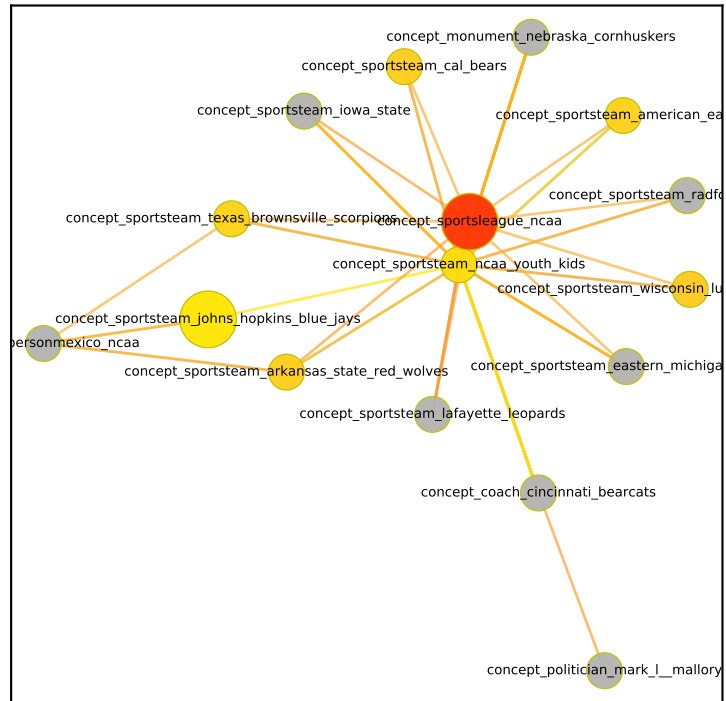 concept_monument_nebraska_cornhuskers
concept_sportsteam_cal_bears
concept_sportsteam_iowa_state
concept_sportsteam_american_ea
concept_sportsteam_radfo
concept_sportsteam_texas_brownsville_scorpions
concept_sportsleague_ncaa
concept_sportsteam_ncaa_youth_kids
concept_sportsteam_wisconsin_lu
concept_sportsteam_johns_hopkins_blue_jays
personmexico_ncaa
concept_sportsteam_arkansas_state_red_wolves
concept_sportsteam_eastern_michiga
concept_sportsteam_lafayette_leopards
concept_coach_cincinnati_bearcats
concept_politician_mark_l__mallory